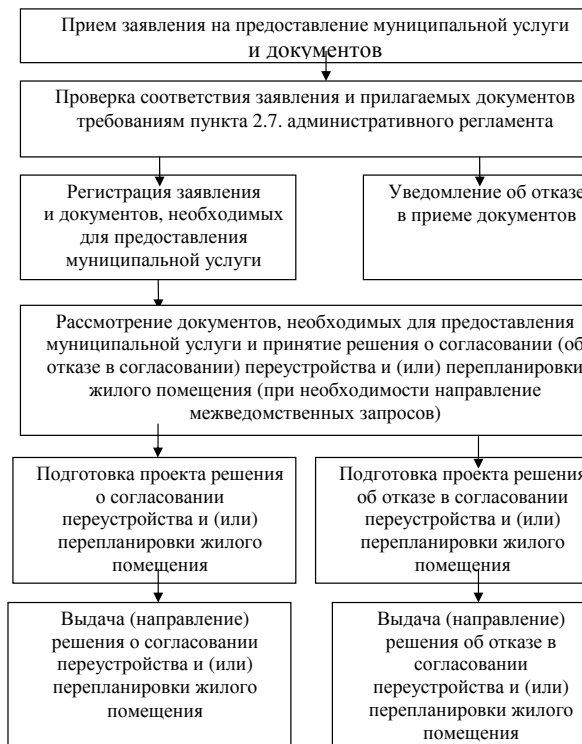 Прием заявления на предоставление муниципальной услуги
и документов
Проверка соответствия заявления и прилагаемых документов
требованиям пункта 2.7. административного регламента
Регистрация заявления
и документов, необходимых
для предоставления
муниципальной услуги
Уведомление об отказе
в приеме документов
Рассмотрение документов, необходимых для предоставления
муниципальной услуги и принятие решения о согласовании (об
отказе в согласовании) переустройства и (или) перепланировки
жилого помещения (при необходимости направление
межведомственных запросов)
Подготовка проекта решения
о согласовании
переустройства и (или)
перепланировки жилого
помещения
Подготовка проекта решения
об отказе в согласовании
переустройства и (или)
перепланировки жилого
помещения
Выдача (направление)
решения о согласовании
переустройства и (или)
перепланировки жилого
помещения
Выдача (направление)
решения об отказе в
согласовании
переустройства и (или)
перепланировки жилого
помещения